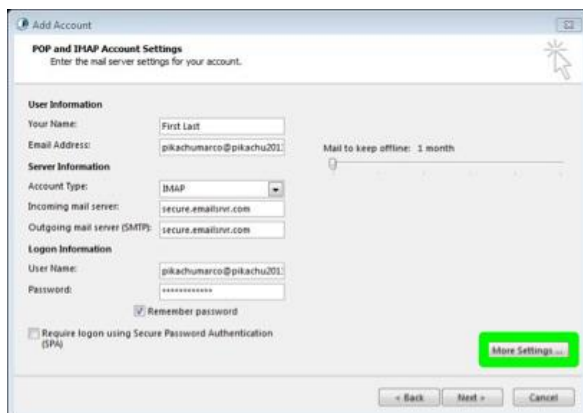 Add Account
POP and IMAP Account Settings
Enter the mail server settings for your account.
User Information
Your Name: First Last
Email Address: pikachumarco@pikachu201
Mail to keep offline: 1 month
Server Information
Account Type: IMAP
Incoming mail server: secure.emailsrvr.com
Outgoing mail server (SMTP): secure.emailsrvr.com
Logon Information
User Name: pikachumarco@pikachu201
Password: ************
Remember password
Require logon using Secure Password Authentication
(SPA)
More Settings ...
< Back Next > Cancel